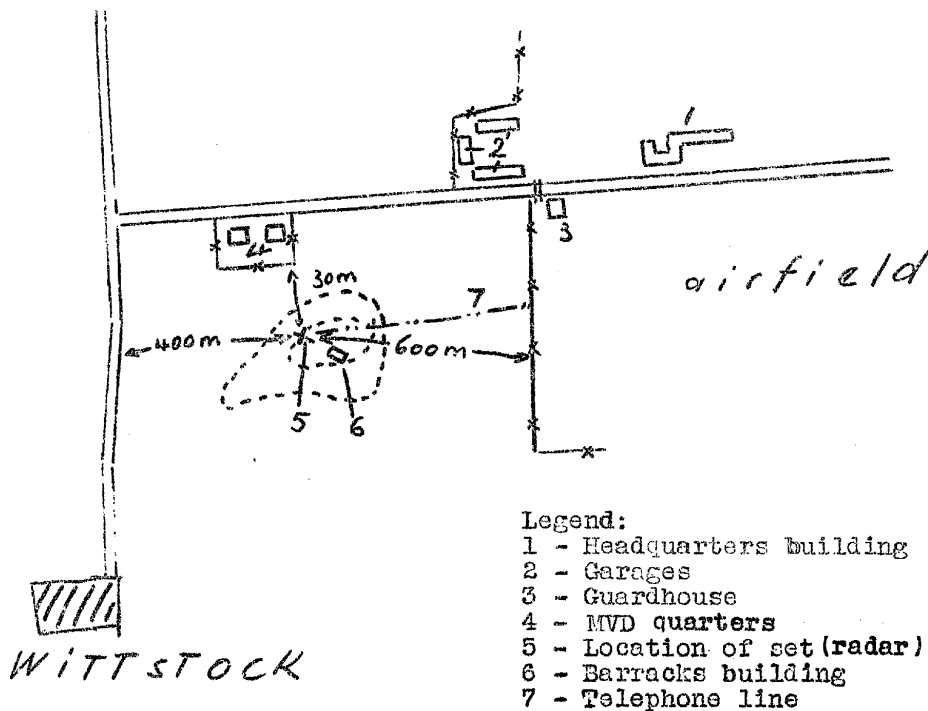 1
2
3
airfield
4
30m
7
400m
600m
5
6
Legend:
1 - Headquarters building
2 - Garages
3 - Guardhouse
4 - MVD quarters
5 - Location of set (radar)
6 - Barracks building
7 - Telephone line
WITTSTOCK